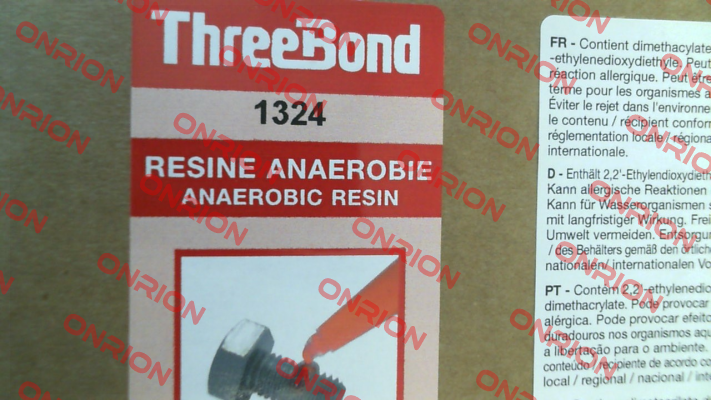 ThreeBond
1324
RESINE ANAEROBIE
ANAEROBIC RESIN
FR - Contient dimethacylate
-ethylenedioxydiethyle. Peut
réaction allergique. Peut être
terme pour les organismes a
Éviter le rejet dans l'environne
le contenu / récipient conform
réglementation locale / régiona
internationale.
D - Enthält 2,2'-Ethylendioxydieth
Kann allergische Reaktionen
Kann für Wasserorganismen s
mit langfristiger Wirkung. Frei
Umwelt vermeiden. Entsorgun
/ des Behälters gemäß den örtliche
nationalen/ internationalen Vo
PT - Contém 2,2'-ethylenedio
dimethacrylate. Pode provocar
alérgica. Pode provocar efeito
duradouros nos organismos aqu
a libertação para o ambiente.
conteúdo / recipiente de acordo co
local / regional / nacional / inte
ONRION